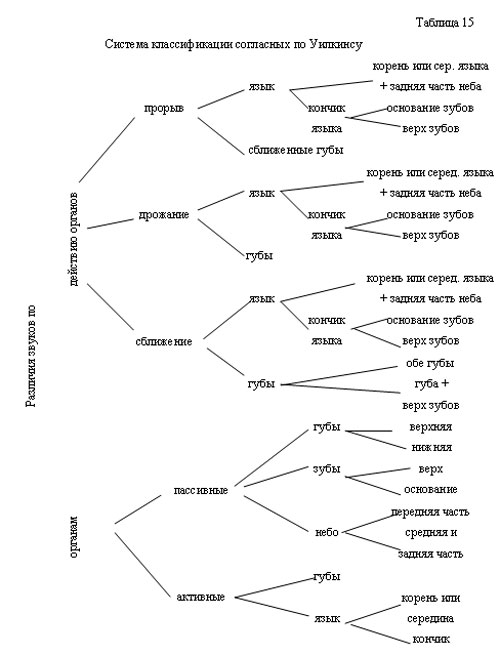 Таблица 15
Система классификации согласных по Уилкинсу
корень или сер. языка
язык
+ задняя часть неба
прорыв
кончик
основание зубов
языка
верх зубов
сближенные губы
корень или серед. языка
язык
+ задняя часть неба
дрожание
кончик
основание зубов
языка
верх зубов
губы
действию органов
корень или серед. языка
язык
+ задняя часть неба
кончик
основание зубов
сближение
языка
верх зубов
обе губы
губы
губа +
верх зубов
Различия звуков по
губы
верхняя
нижняя
зубы
верх
пассивные
основание
передняя часть
небо
средняя и
задняя часть
органам
губы
активные
корень или
язык
середина
кончик